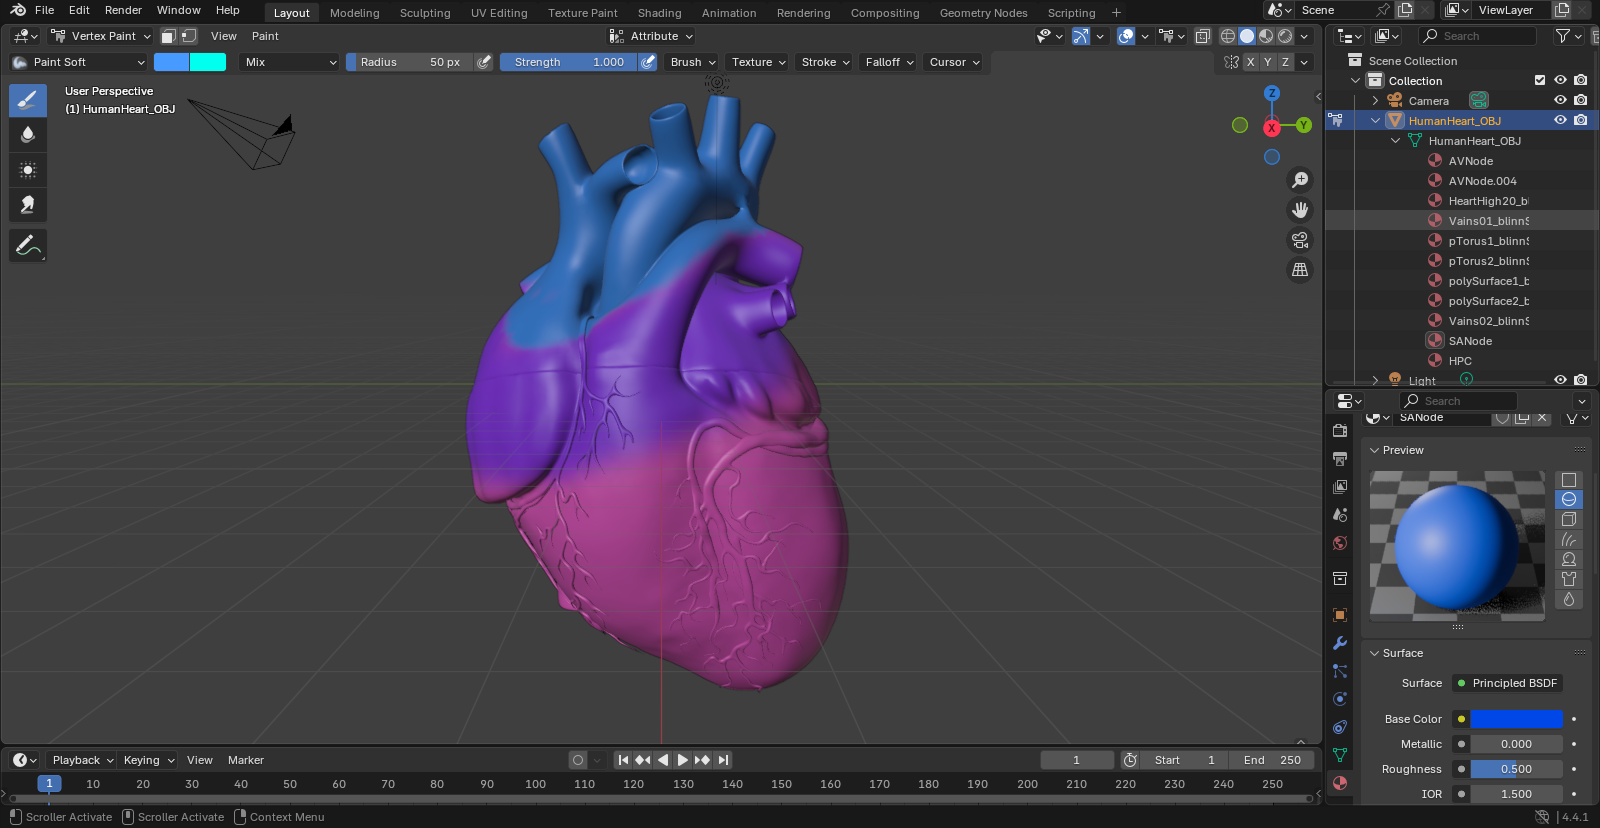 File Edit Render Window Help Layout Modeling Sculpting UV Editing Texture Paint Shading Animation Rendering Compositing Geometry Nodes Scripting + Scene ViewLayer
Vertex Paint View Paint Attribute Search
Paint Soft Mix Radius 50 px Strength 1.000 Brush Texture Stroke Falloff Cursor X Y Z
User Perspective
(1) HumanHeart_OBJ
Z
Y
X
Scene Collection
Collection
Camera
HumanHeart_OBJ
HumanHeart_OBJ
AVNode
AVNode.004
HeartHigh20_bl
Vains01_blinnS
pTorus1_blinnS
pTorus2_blinnS
polySurface1_b
polySurface2_b
Vains02_blinnS
SANode
HPC
Light
Search
SANode
Preview
Surface
Surface Principled BSDF
Base Color
Metallic 0.000
Roughness 0.500
IOR 1.500
Playback Keying View Marker 1 Start 1 End 250
1 10 20 30 40 50 60 70 80 90 100 110 120 130 140 150 160 170 180 190 200 210 220 230 240 250
Scroller Activate Scroller Activate Context Menu 4.4.1